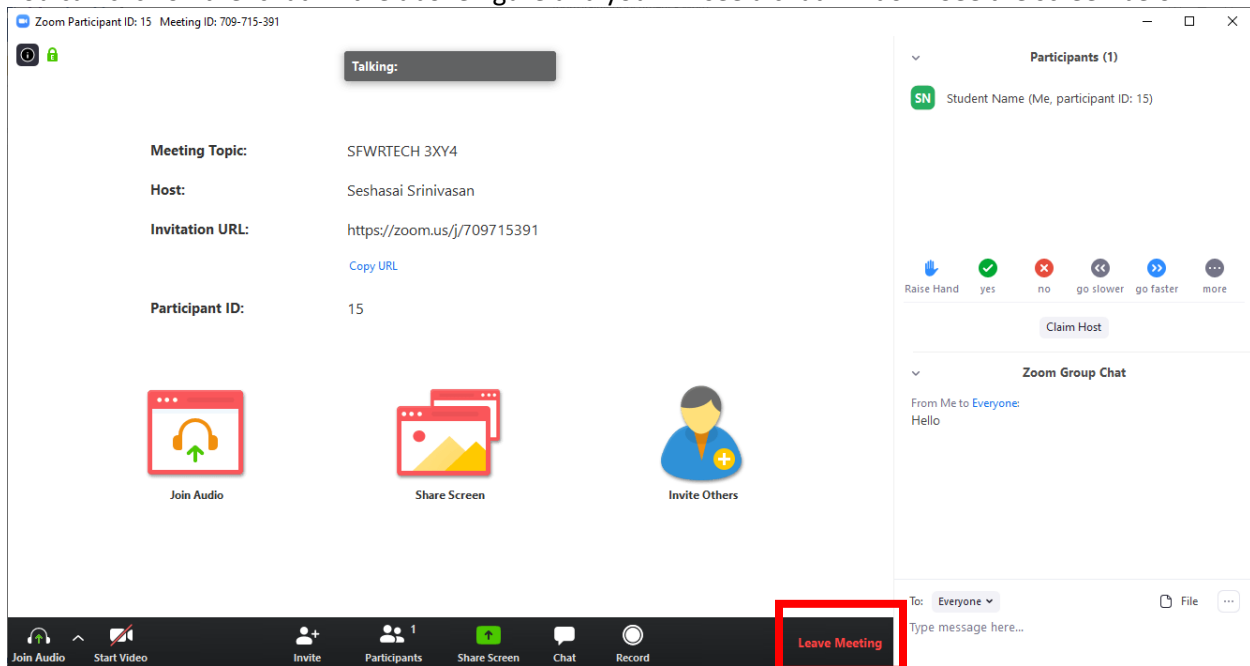 Zoom Participant ID: 15 Meeting ID: 709-715-391
Talking:
Meeting Topic: SFWRTECH 3XY4
Host: Seshasai Srinivasan
Invitation URL: https://zoom.us/j/709715391
Copy URL
Participant ID: 15
Join Audio Share Screen Invite Others
Join Audio Start Video Invite Participants 1 Share Screen Chat Record Leave Meeting
Participants (1)
SN Student Name (Me, participant ID: 15)
Raise Hand yes no go slower go faster more
Claim Host
Zoom Group Chat
From Me to Everyone:
Hello
To: Everyone File ...
Type message here...